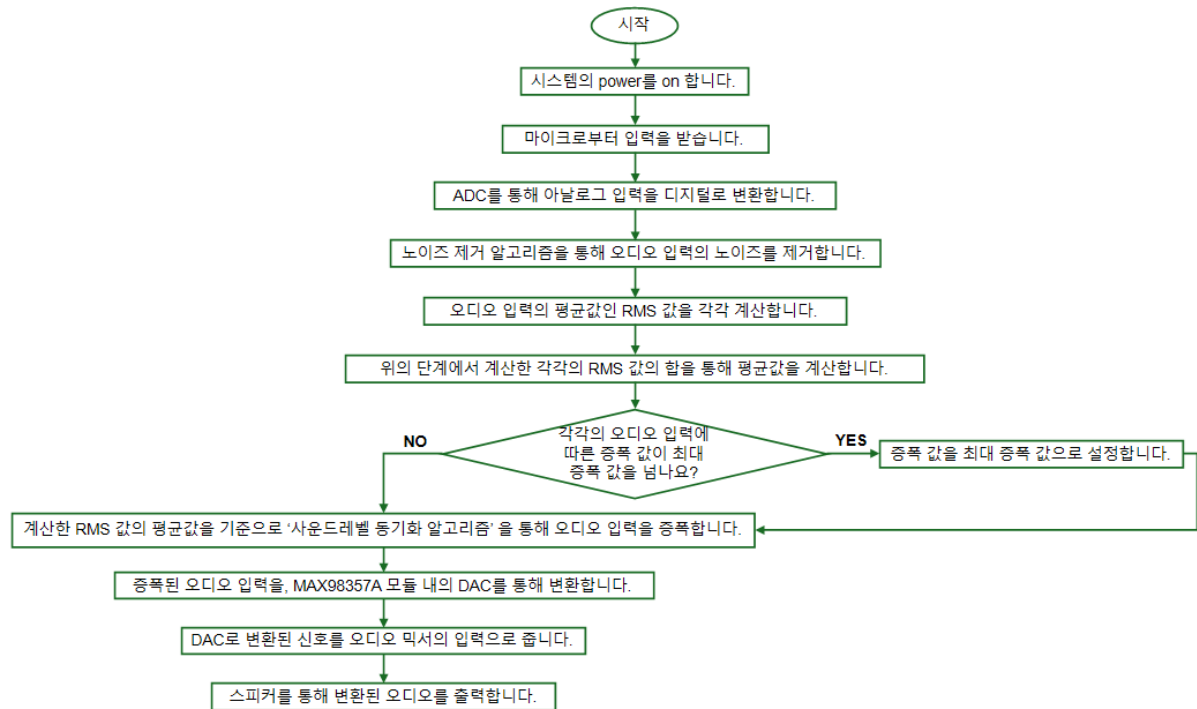 시작
시스템의 power를 on 합니다.
마이크로부터 입력을 받습니다.
ADC를 통해 아날로그 입력을 디지털로 변환합니다.
노이즈 제거 알고리즘을 통해 오디오 입력의 노이즈를 제거합니다.
오디오 입력의 평균값인 RMS 값을 각각 계산합니다.
위의 단계에서 계산한 각각의 RMS 값의 합을 통해 평균값을 계산합니다.
각각의 오디오 입력에
따른 증폭 값이 최대
증폭 값을 넘나요?
NO
YES
증폭 값을 최대 증폭 값으로 설정합니다.
계산한 RMS 값의 평균값을 기준으로 ‘사운드레벨 동기화 알고리즘’ 을 통해 오디오 입력을 증폭합니다.
증폭된 오디오 입력을, MAX98357A 모듈 내의 DAC를 통해 변환합니다.
DAC로 변환된 신호를 오디오 믹서의 입력으로 줍니다.
스피커를 통해 변환된 오디오를 출력합니다.